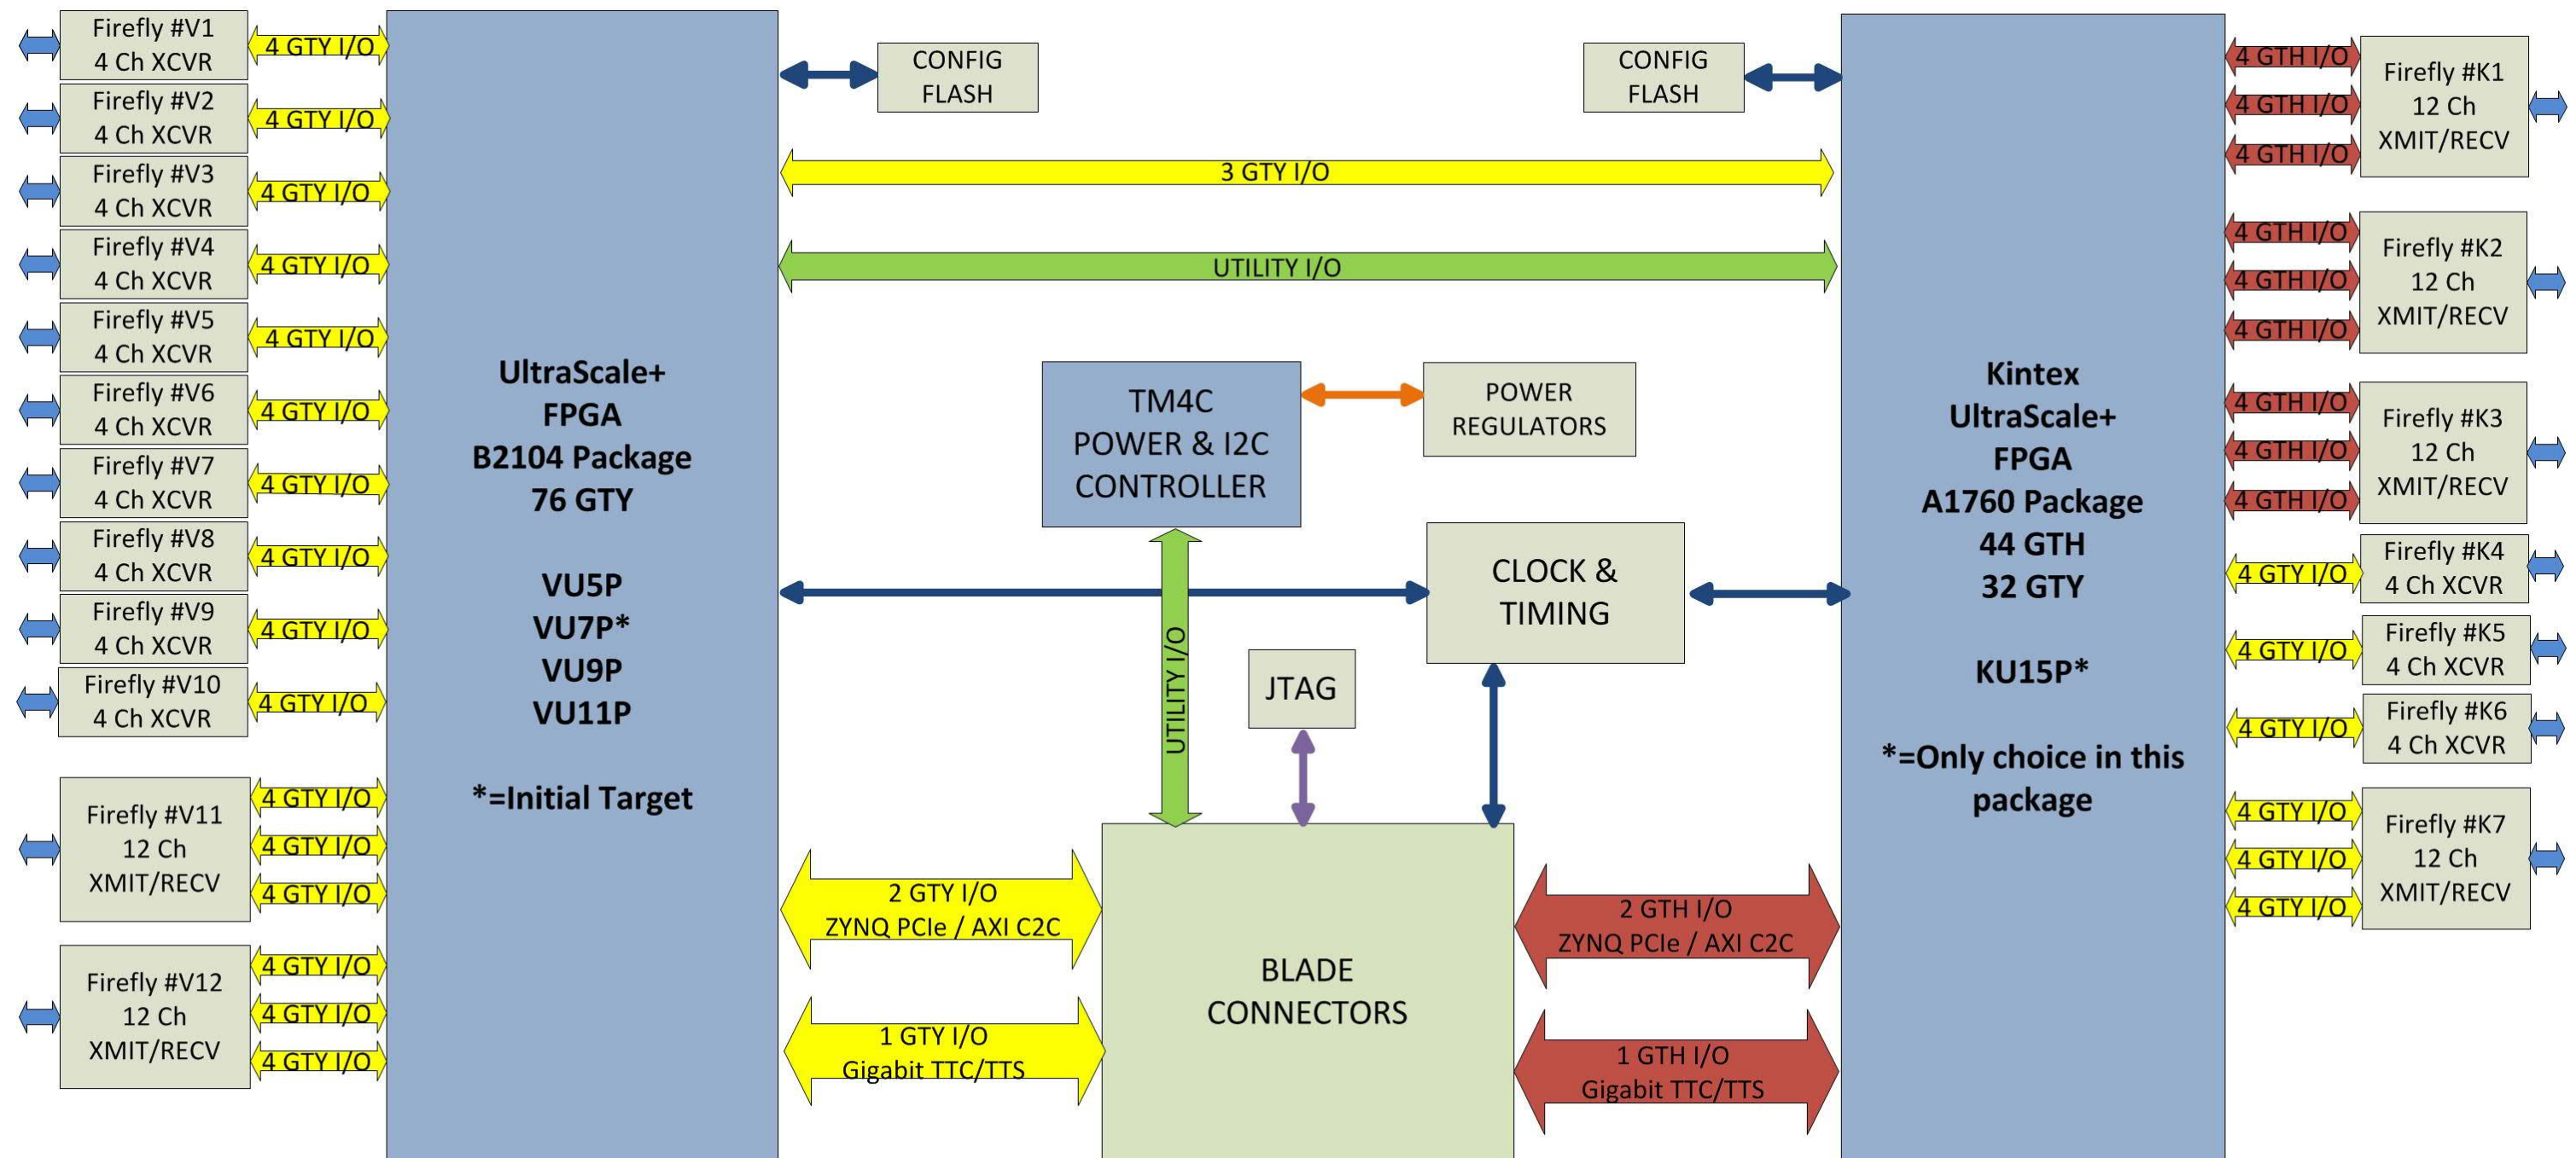 Firefly #V1
4 Ch XCVR
4 GTY I/O
Firefly #V2
4 Ch XCVR
4 GTY I/O
Firefly #V3
4 Ch XCVR
4 GTY I/O
Firefly #V4
4 Ch XCVR
4 GTY I/O
Firefly #V5
4 Ch XCVR
4 GTY I/O
Firefly #V6
4 Ch XCVR
4 GTY I/O
Firefly #V7
4 Ch XCVR
4 GTY I/O
Firefly #V8
4 Ch XCVR
4 GTY I/O
Firefly #V9
4 Ch XCVR
4 GTY I/O
Firefly #V10
4 Ch XCVR
4 GTY I/O
Firefly #V11
12 Ch
XMIT/RECV
4 GTY I/O
4 GTY I/O
4 GTY I/O
Firefly #V12
12 Ch
XMIT/RECV
4 GTY I/O
4 GTY I/O
4 GTY I/O
UltraScale+
FPGA
B2104 Package
76 GTY
VU5P
VU7P*
VU9P
VU11P
*=Initial Target
CONFIG
FLASH
CONFIG
FLASH
3 GTY I/O
UTILITY I/O
TM4C
POWER & I2C
CONTROLLER
POWER
REGULATORS
CLOCK &
TIMING
UTILITY I/O
JTAG
2 GTY I/O
ZYNQ PCIe / AXI C2C
1 GTY I/O
Gigabit TTC/TTS
BLADE
CONNECTORS
2 GTH I/O
ZYNQ PCIe / AXI C2C
1 GTH I/O
Gigabit TTC/TTS
Kintex
UltraScale+
FPGA
A1760 Package
44 GTH
32 GTY
KU15P*
*=Only choice in this
package
4 GTH I/O
4 GTH I/O
4 GTH I/O
Firefly #K1
12 Ch
XMIT/RECV
4 GTH I/O
4 GTH I/O
4 GTH I/O
Firefly #K2
12 Ch
XMIT/RECV
4 GTH I/O
4 GTH I/O
4 GTH I/O
Firefly #K3
12 Ch
XMIT/RECV
4 GTY I/O
Firefly #K4
4 Ch XCVR
4 GTY I/O
Firefly #K5
4 Ch XCVR
4 GTY I/O
Firefly #K6
4 Ch XCVR
4 GTY I/O
4 GTY I/O
4 GTY I/O
Firefly #K7
12 Ch
XMIT/RECV